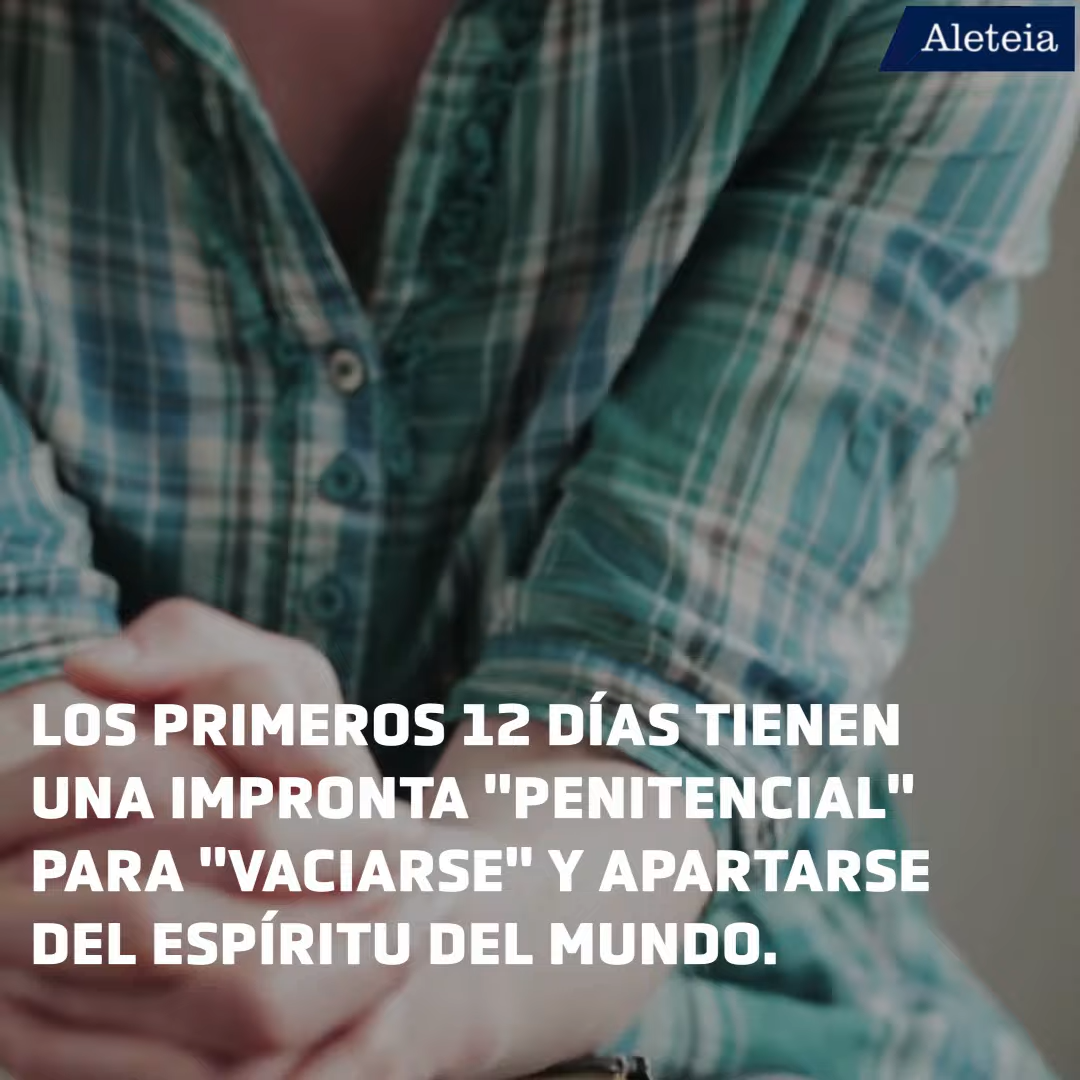 Aleteia
LOS PRIMEROS 12 DÍAS TIENEN
UNA IMPRONTA "PENITENCIAL"
PARA "VACIARSE" Y APARTARSE
DEL ESPÍRITU DEL MUNDO.